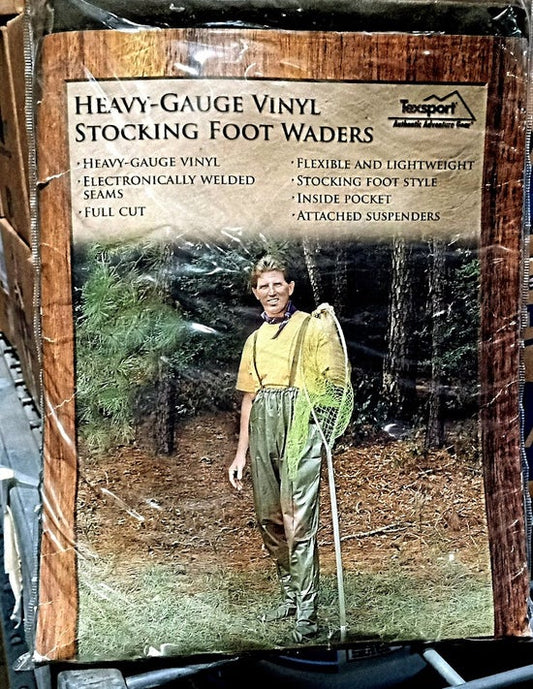 HEAVY-GAUGE VINYL
STOCKING FOOT WADERS
Texsport
Authentic Adventure Gear
· HEAVY-GAUGE VINYL
· ELECTRONICALLY WELDED
SEAMS
· FULL CUT
· FLEXIBLE AND LIGHTWEIGHT
· STOCKING FOOT STYLE
· INSIDE POCKET
· ATTACHED SUSPENDERS